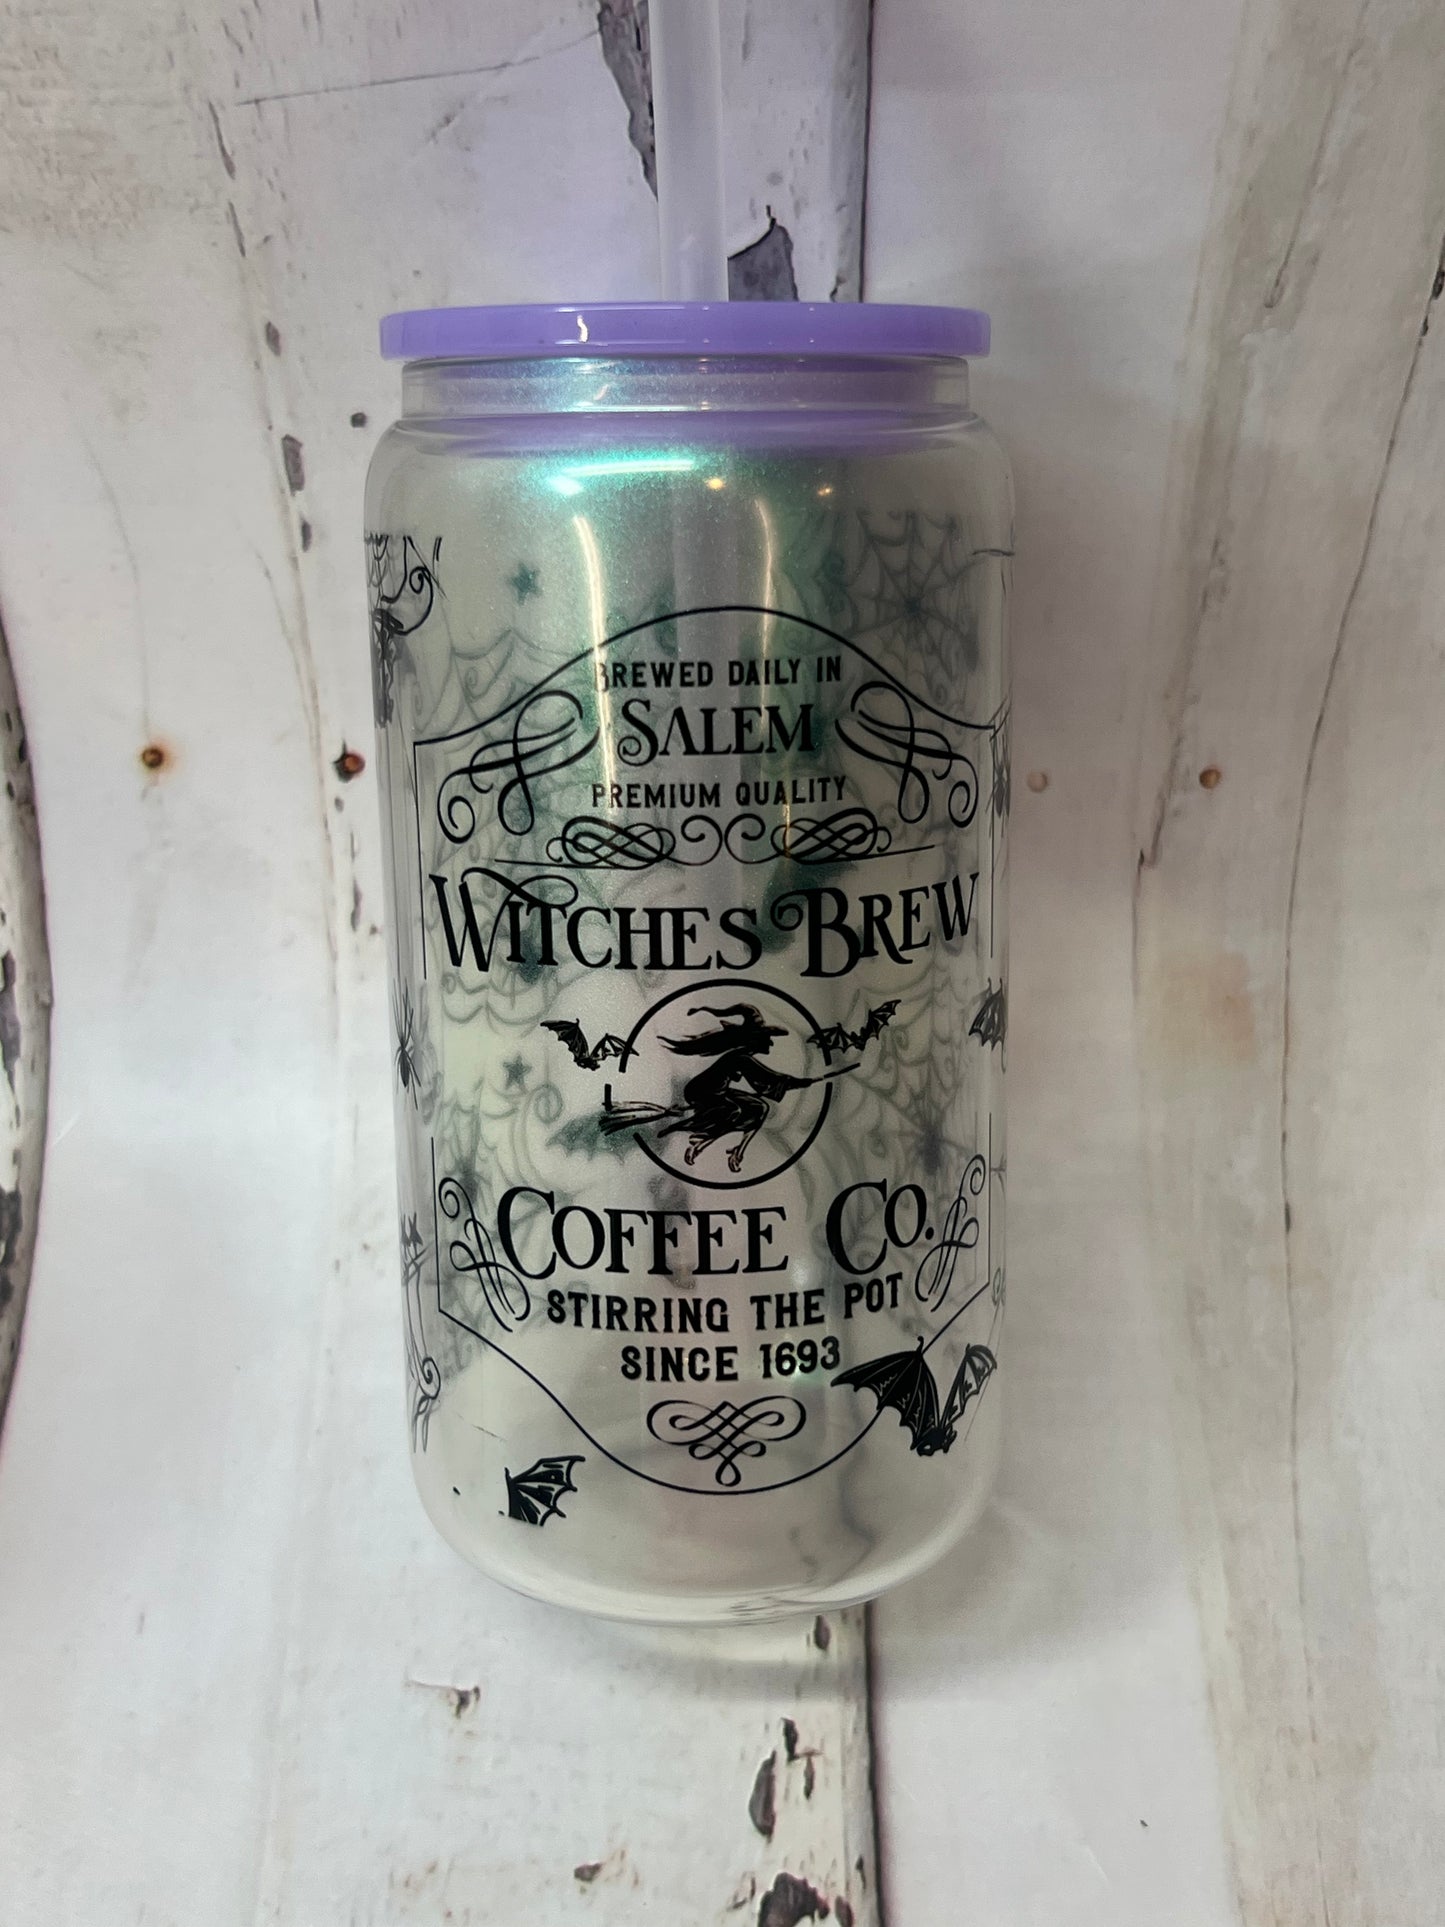 BREWED DAILY IN
SALEM
PREMIUM QUALITY
WITCHES BREW
COFFEE CO.
STIRRING THE POT
SINCE 1693